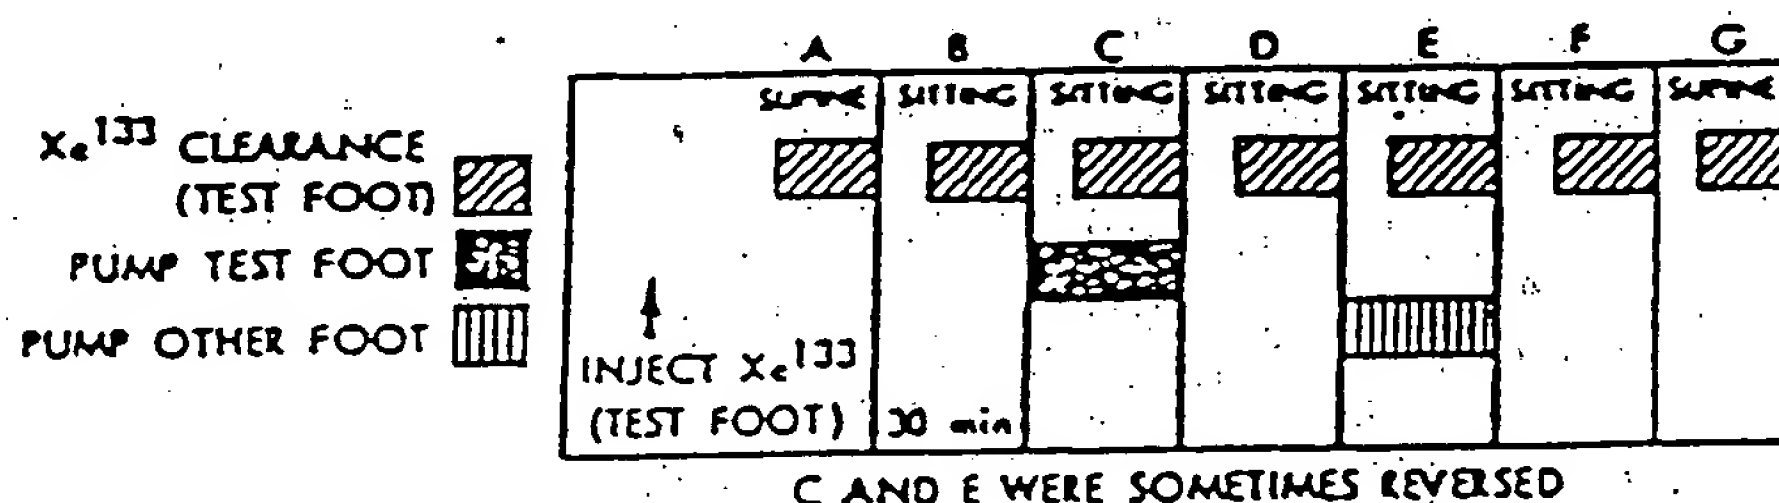 A B C D E F G
SUPINE SITTING SITTING SITTING SITTING SITTING SUPINE
Xe133 CLEARANCE
(TEST FOOT)
PUMP TEST FOOT
PUMP OTHER FOOT
INJECT Xe133
(TEST FOOT)
30 min
C AND E WERE SOMETIMES REVERSED